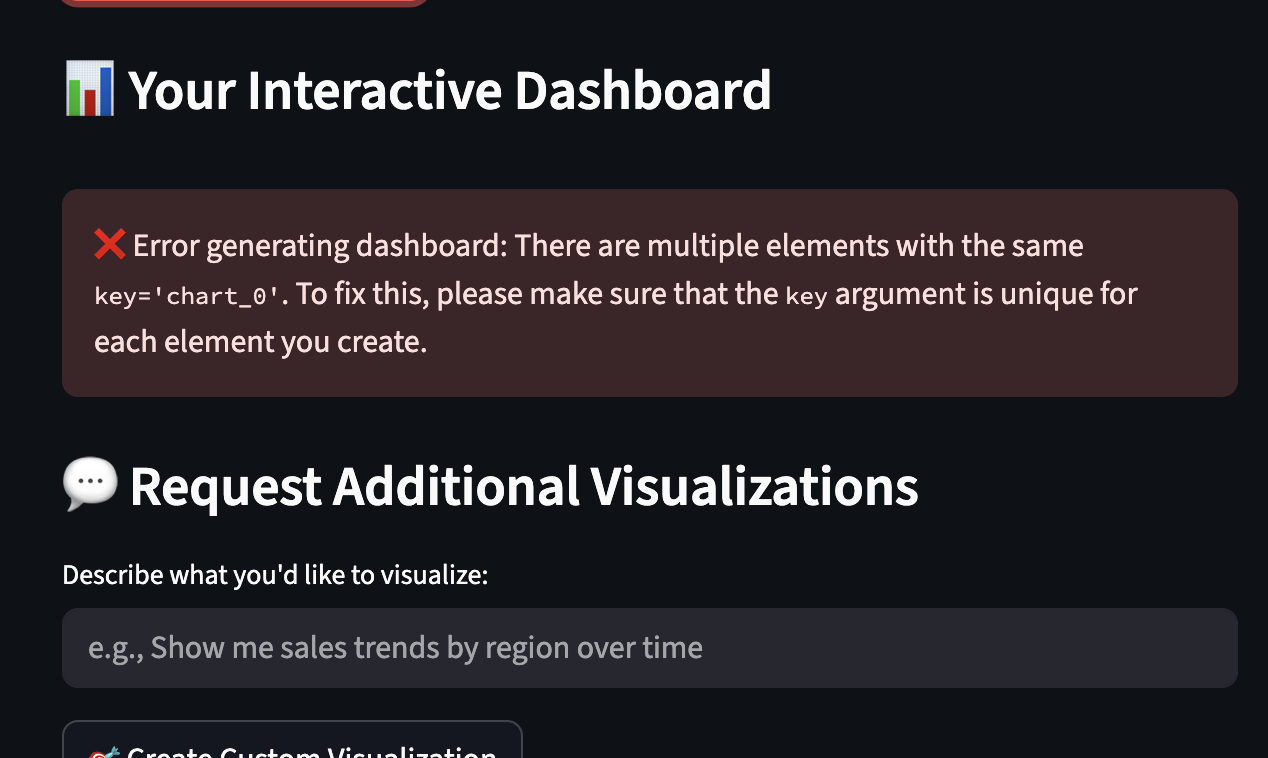 Your Interactive Dashboard
Error generating dashboard: There are multiple elements with the same
key='chart_0'. To fix this, please make sure that the key argument is unique for
each element you create.
Request Additional Visualizations
Describe what you'd like to visualize:
e.g., Show me sales trends by region over time
Create Custom Visualization